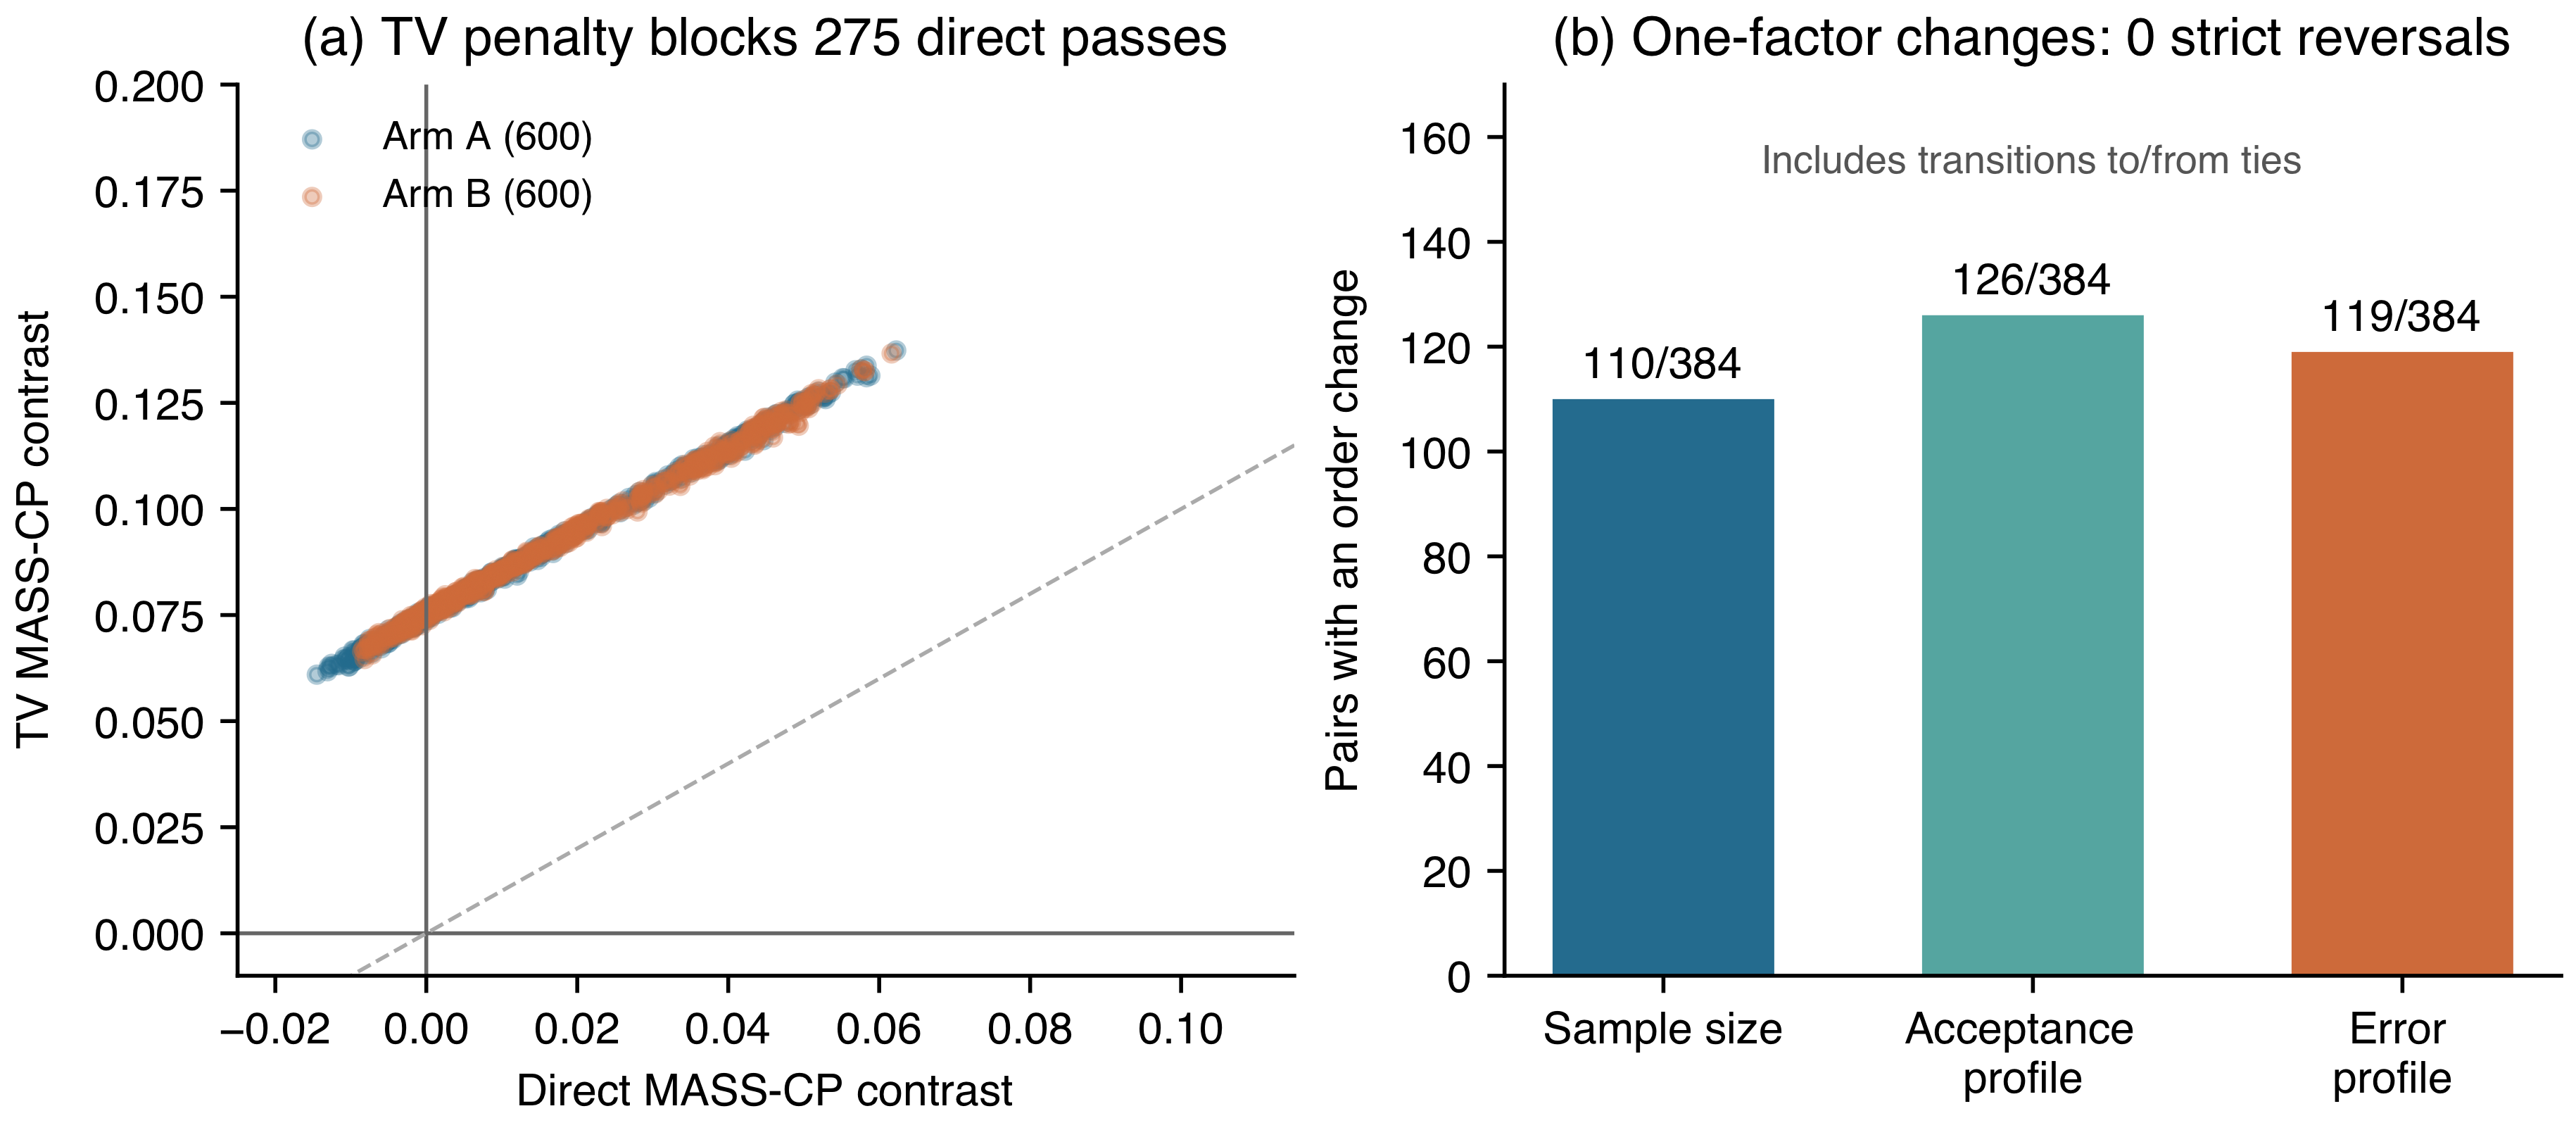 (a) TV penalty blocks 275 direct passes
TV MASS-CP contrast
0.200
0.175
0.150
0.125
0.100
0.075
0.050
0.025
0.000
Arm A (600)
Arm B (600)
−0.02
0.00
0.02
0.04
0.06
0.08
0.10
Direct MASS-CP contrast
(b) One-factor changes: 0 strict reversals
Pairs with an order change
160
140
120
100
80
60
40
20
0
Includes transitions to/from ties
110/384
126/384
119/384
Sample size
Acceptance
profile
Error
profile